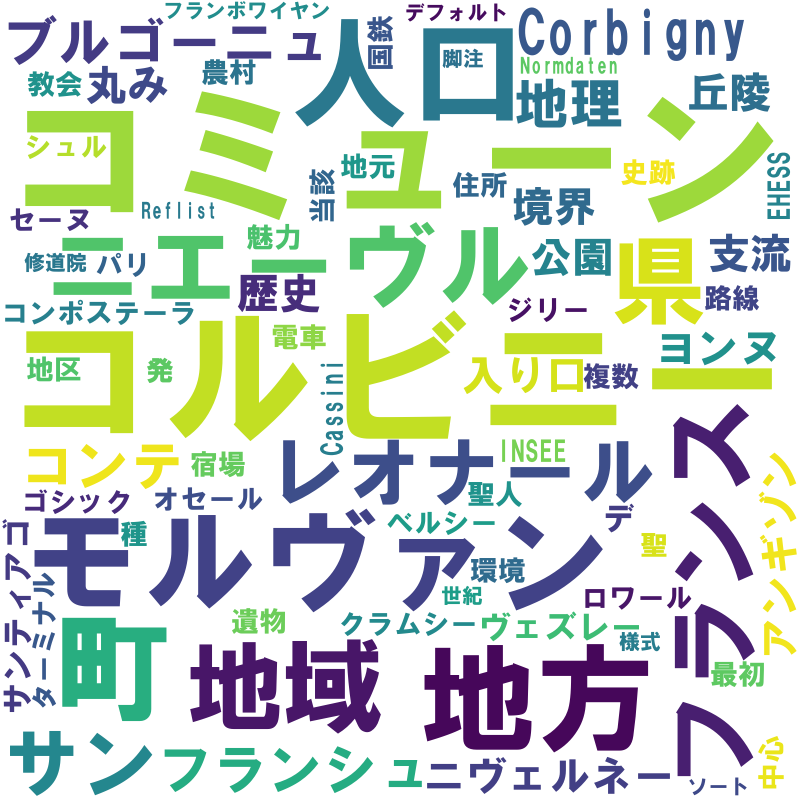 フランボワイヤン
デフォルト
ブルゴーニュ
人口
国鉄
脚注
Corbigny
Normdaten
教会
丸み
農村
地理
丘陵
コミューン
シュル
地元
当該
住所
境界
史跡
EHESS
Reflist
セーヌ
魅力
ニエーヴル
公園
県
支流
修道院
パリ
歴史
ジリー
路線
コンポステーラ
電車
ヨンヌ
コルビニー
地区
発
入り口
複数
Cassini
コンテ
宿場
レオナール
INSEE
フランス
ゴシック
オセール
聖人
アンギゾン
モルヴァン
種
ベルシー
デ
聖
環境
サンティアゴ
ターミナル
世紀
ロワール
町
遺物
クラムシー
ヴェズレー
様式
地域
地方
最初
サン
フランシュ
ニヴェルネー
ソート
中心